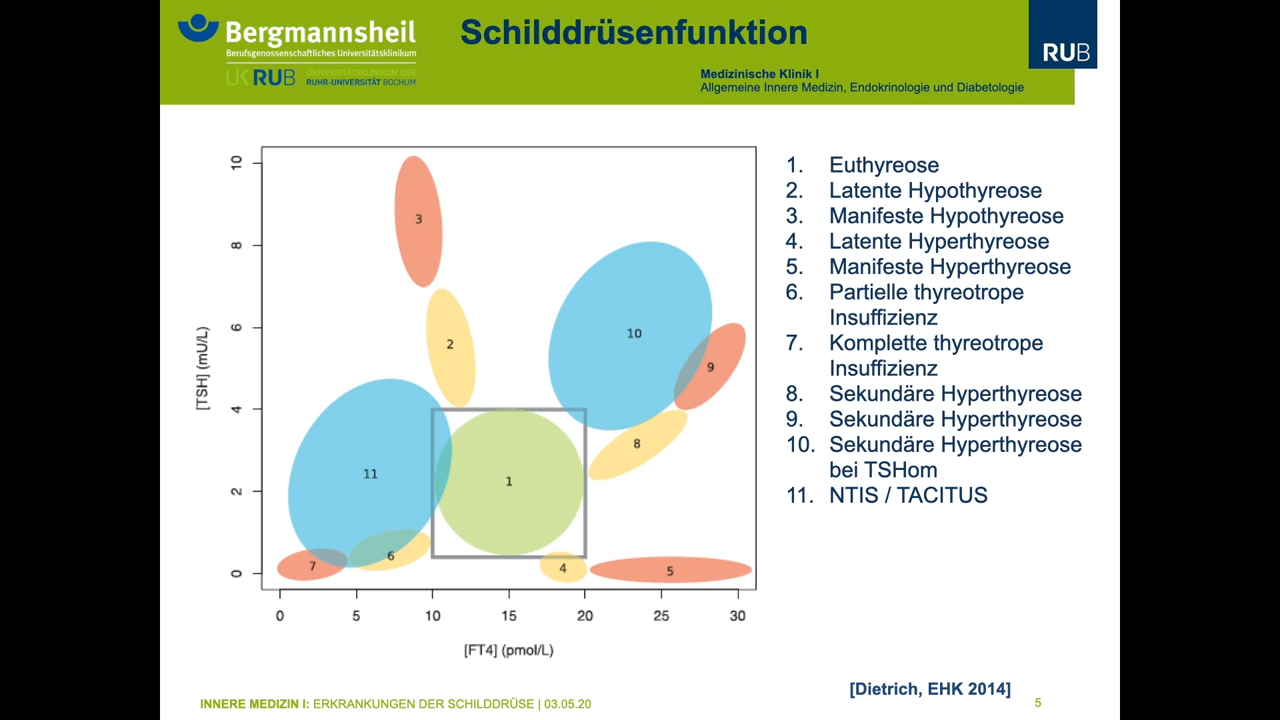 Bergmannsheil
Berufsgenossenschaftliches Universitätsklinikum
UK RUB
UNIVERSITÄTSKLINIKUM DER
RUHR-UNIVERSITÄT BOCHUM
Schilddrüsenfunktion
Medizinische Klinik I
Allgemeine Innere Medizin, Endokrinologie und Diabetologie
RUB
[TSH] (mU/L)
10
8
6
4
2
0
3
2
10
9
8
11
1
6
7
4
5
0 5 10 15 20 25 30
[FT4] (pmol/L)
1. Euthyreose
2. Latente Hypothyreose
3. Manifeste Hypothyreose
4. Latente Hyperthyreose
5. Manifeste Hyperthyreose
6. Partielle thyreotrope
Insuffizienz
7. Komplette thyreotrope
Insuffizienz
8. Sekundäre Hyperthyreose
9. Sekundäre Hyperthyreose
10. Sekundäre Hyperthyreose
bei TSHom
11. NTIS / TACITUS
[Dietrich, EHK 2014]
INNERE MEDIZIN I: ERKRANKUNGEN DER SCHILDDRÜSE | 03.05.20
5